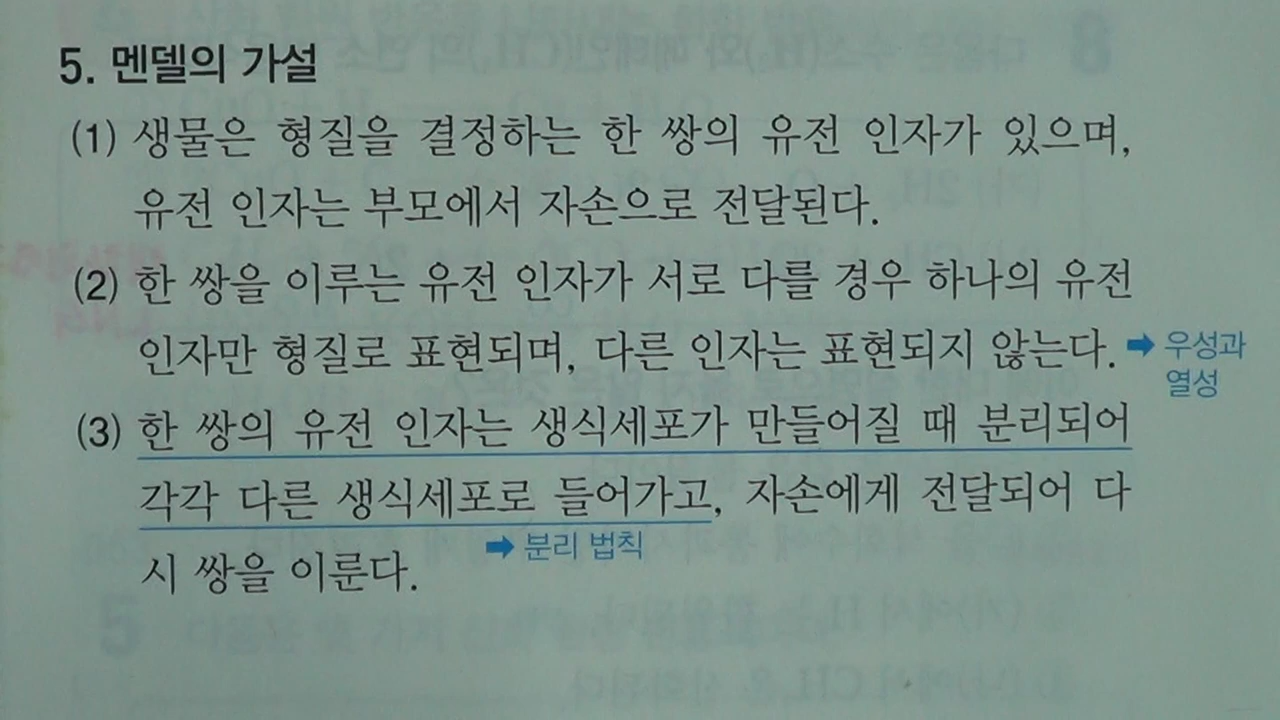 5. 멘델의 가설
(1) 생물은 형질을 결정하는 한 쌍의 유전 인자가 있으며,
유전 인자는 부모에서 자손으로 전달된다.
(2) 한 쌍을 이루는 유전 인자가 서로 다를 경우 하나의 유전
인자만 형질로 표현되며, 다른 인자는 표현되지 않는다. ➡ 우성과
열성
(3) 한 쌍의 유전 인자는 생식세포가 만들어질 때 분리되어
각각 다른 생식세포로 들어가고, 자손에게 전달되어 다
➡ 분리 법칙
시 쌍을 이룬다.